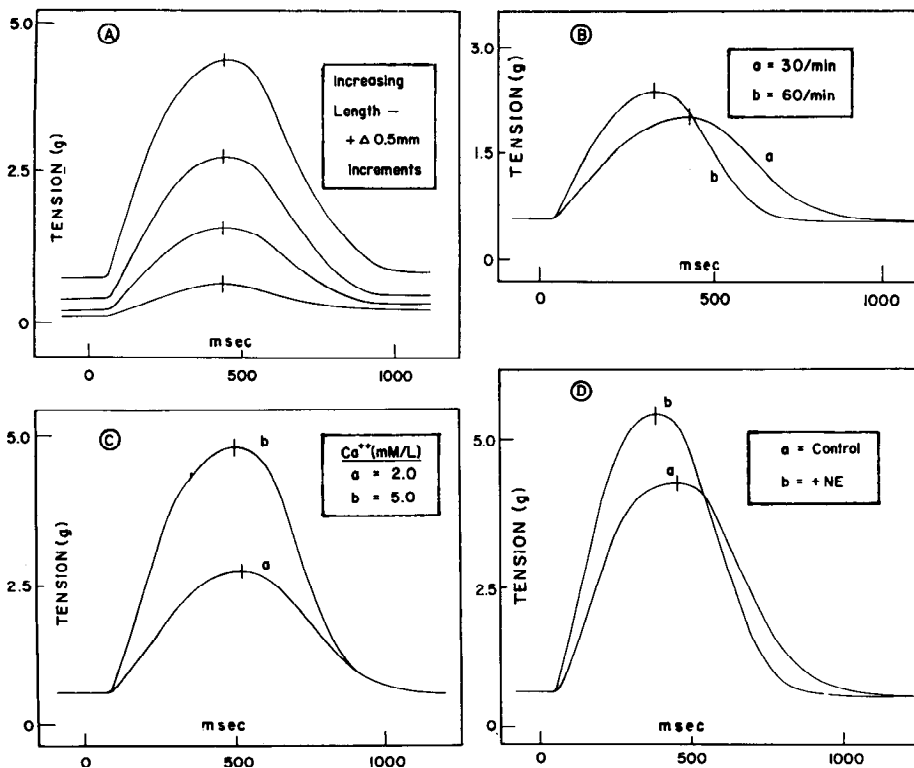 A
5.0
2.5
0
TENSION (g)
Increasing
Length –
+ Δ 0.5mm
Increments
msec
0 500 1000
B
3.0
1.5
0
TENSION (g)
a = 30/min
b = 60/min
a
b
msec
0 500 1000
C
5.0
2.5
0
TENSION (g)
Ca++(mM/L)
a = 2.0
b = 5.0
b
a
msec
0 500 1000
D
5.0
2.5
0
TENSION (g)
a = Control
b = + NE
b
a
msec
0 500 1000